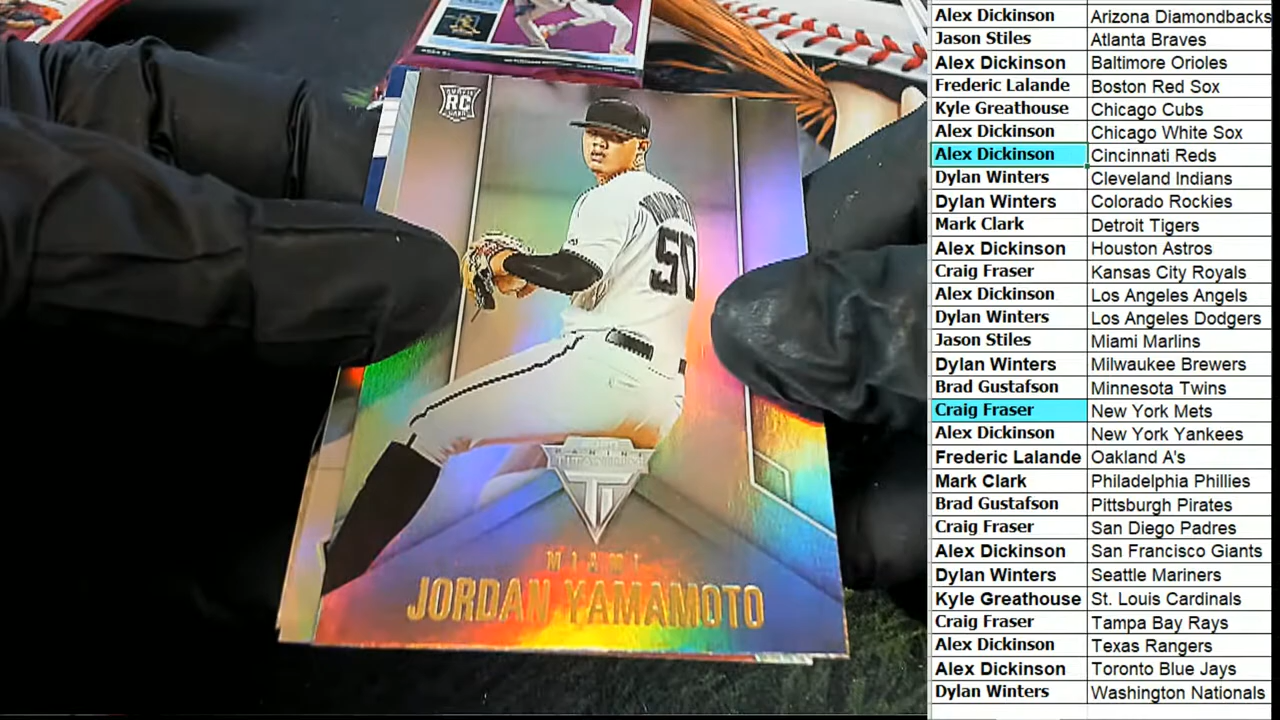 RC
50
PANINI
TITANIUM
MIAMI
JORDAN YAMAMOTO
Alex Dickinson Arizona Diamondbacks
Jason Stiles Atlanta Braves
Alex Dickinson Baltimore Orioles
Frederic Lalande Boston Red Sox
Kyle Greathouse Chicago Cubs
Alex Dickinson Chicago White Sox
Alex Dickinson Cincinnati Reds
Dylan Winters Cleveland Indians
Dylan Winters Colorado Rockies
Mark Clark Detroit Tigers
Alex Dickinson Houston Astros
Craig Fraser Kansas City Royals
Alex Dickinson Los Angeles Angels
Dylan Winters Los Angeles Dodgers
Jason Stiles Miami Marlins
Dylan Winters Milwaukee Brewers
Brad Gustafson Minnesota Twins
Craig Fraser New York Mets
Alex Dickinson New York Yankees
Frederic Lalande Oakland A's
Mark Clark Philadelphia Phillies
Brad Gustafson Pittsburgh Pirates
Craig Fraser San Diego Padres
Alex Dickinson San Francisco Giants
Dylan Winters Seattle Mariners
Kyle Greathouse St. Louis Cardinals
Craig Fraser Tampa Bay Rays
Alex Dickinson Texas Rangers
Alex Dickinson Toronto Blue Jays
Dylan Winters Washington Nationals